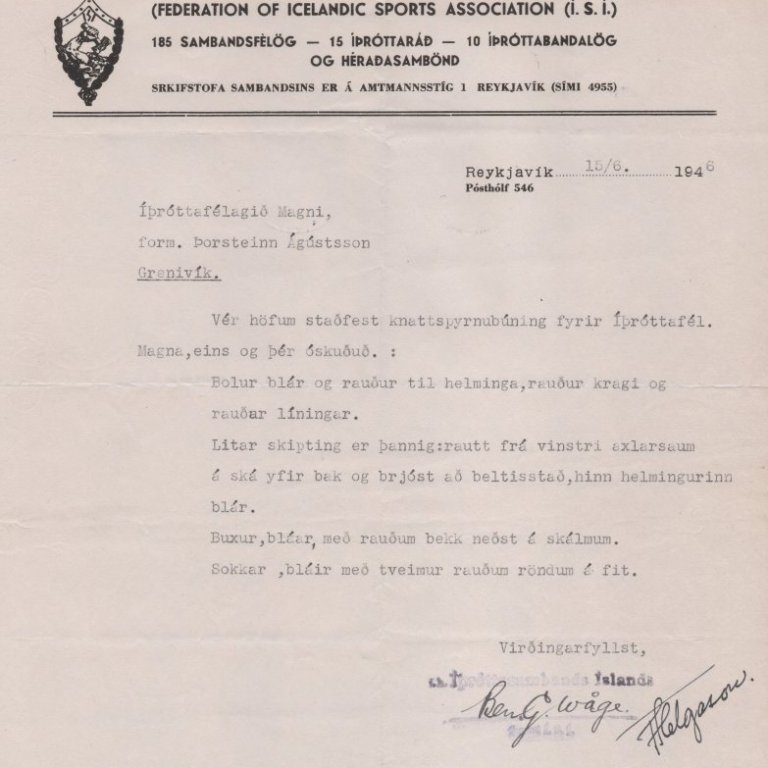 ÍSÍ
(FEDERATION OF ICELANDIC SPORTS ASSOCIATION (Í. S. Í.)
185 SAMBANDSFÈLÖG — 15 ÍÞRÓTTARÁÐ — 10 ÍÞRÓTTABANDALÖG
OG HÉRAÐASAMBÖND
SRKIFSTOFA SAMBANDSINS ER Á AMTMANNSSTÍG 1 REYKJAVÍK (SÍMI 4955)
Reykjavík 15/6. 1946
Pósthólf 546
Íþróttafélagið Magni,
form. Þorsteinn Ágústsson
Grenivík.
Vér höfum staðfest knattspyrnubúning fyrir Íþróttafél.
Magna,eins og þér óskuðuð. :
Bolur blár og rauður til helminga,rauður kragi og
rauðar líningar.
Litar skipting er þannig:rautt frá vinstri axlarsaum
á ská yfir bak og brjóst að beltisstað,hinn helmingurinn
blár.
Buxur,bláar, með rauðum bekk neðst á skálmum.
Sokkar ,bláir með tveimur rauðum röndum á fit.
Virðingarfyllst,
Íþróttasambands Íslands
Ben. G. Wåge.
Helgason.